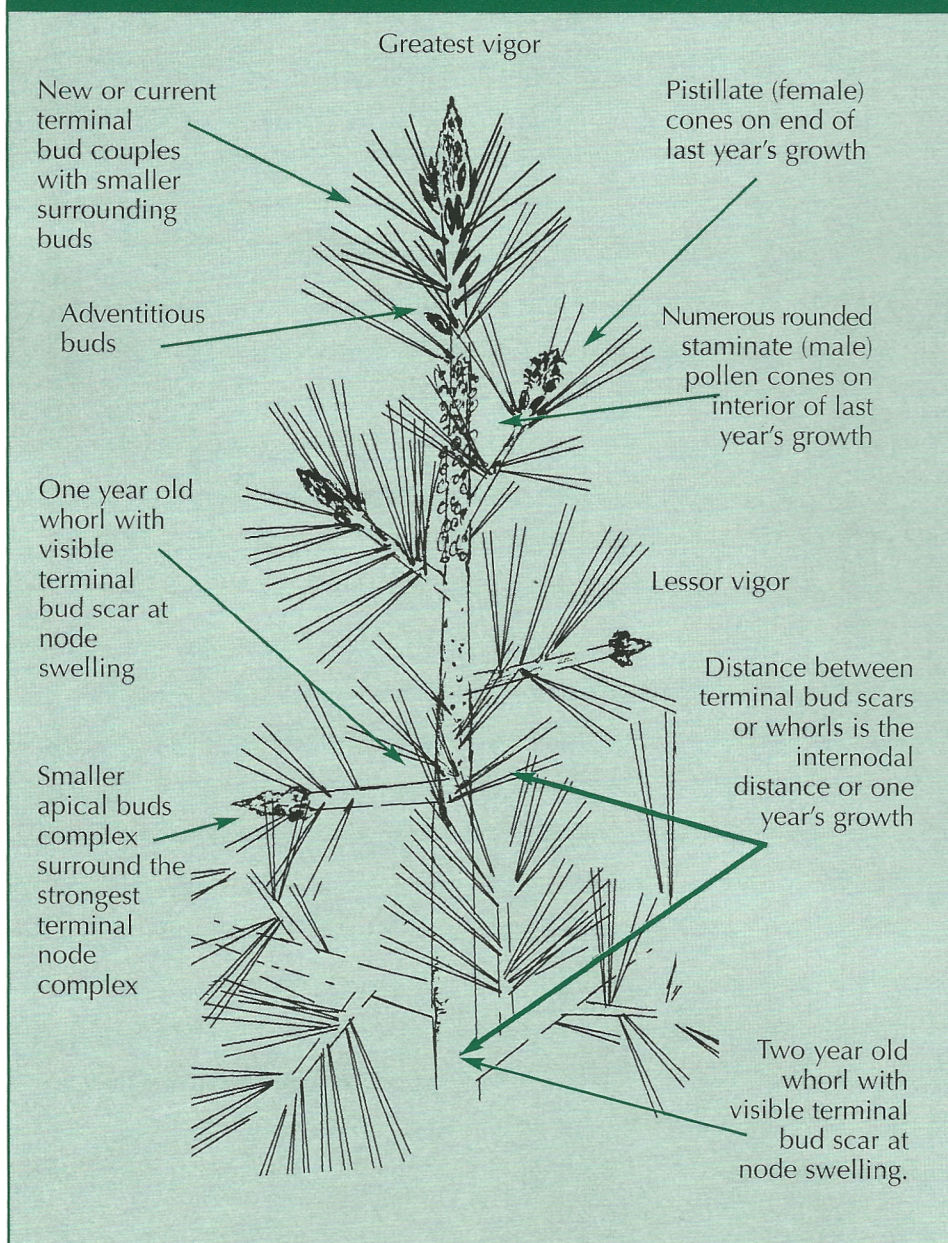 Greatest vigor
New or current
terminal
bud couples
with smaller
surrounding
buds
Pistillate (female)
cones on end of
last year's growth
Adventitious
buds
Numerous rounded
staminate (male)
pollen cones on
interior of last
year's growth
One year old
whorl with
visible
terminal
bud scar at
node
swelling
Lessor vigor
Distance between
terminal bud scars
or whorls is the
internodal
distance or one
year's growth
Smaller
apical buds
complex
surround the
strongest
terminal
node
complex
Two year old
whorl with
visible terminal
bud scar at
node swelling.